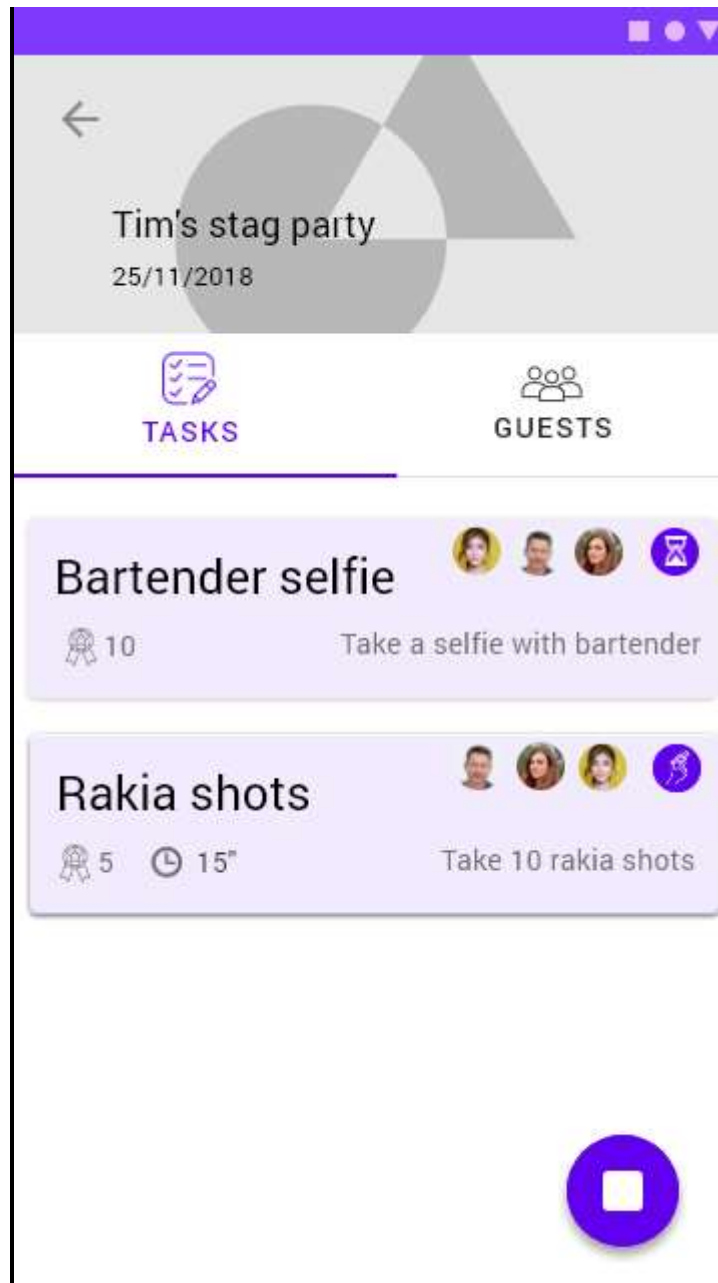 Tim's stag party
25/11/2018
TASKS
GUESTS
Bartender selfie
10
Take a selfie with bartender
Rakia shots
5
15"
Take 10 rakia shots